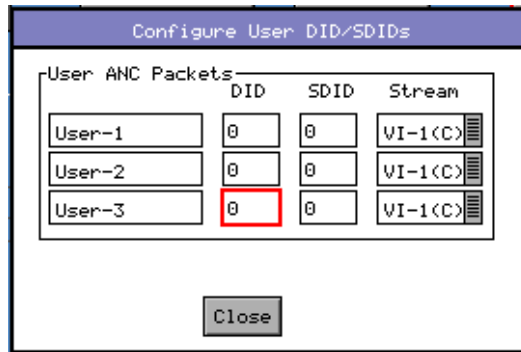 Configure User DID/SDIDs
User ANC Packets
DID SDID Stream
User-1 0 0 VI-1(C)
User-2 0 0 VI-1(C)
User-3 0 0 VI-1(C)
Close